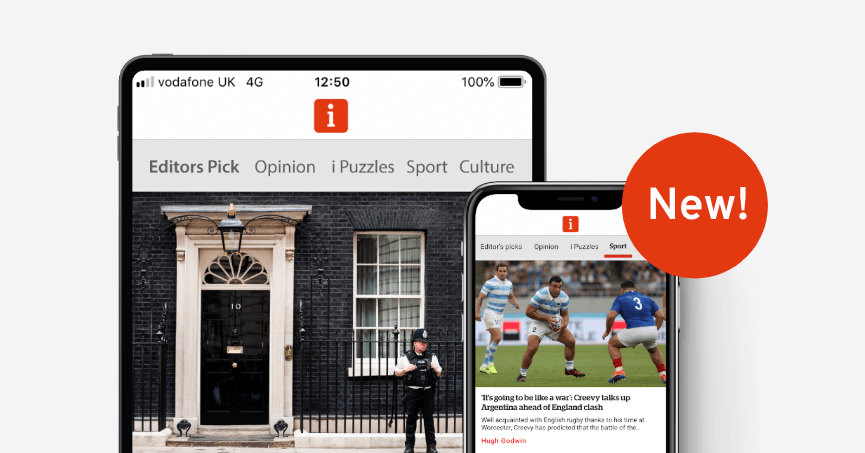 vodafone UK 4G 12:50 100%
i
Editors Pick Opinion i Puzzles Sport Culture
10
New!
i
Editor's picks Opinion i Puzzles Sport
3
'It's going to be like a war': Creevy talks up
Argentina ahead of England clash
Well acquainted with English rugby thanks to his time at
Worcester, Creevy has predicted that the battle of the...
Hugh Godwin